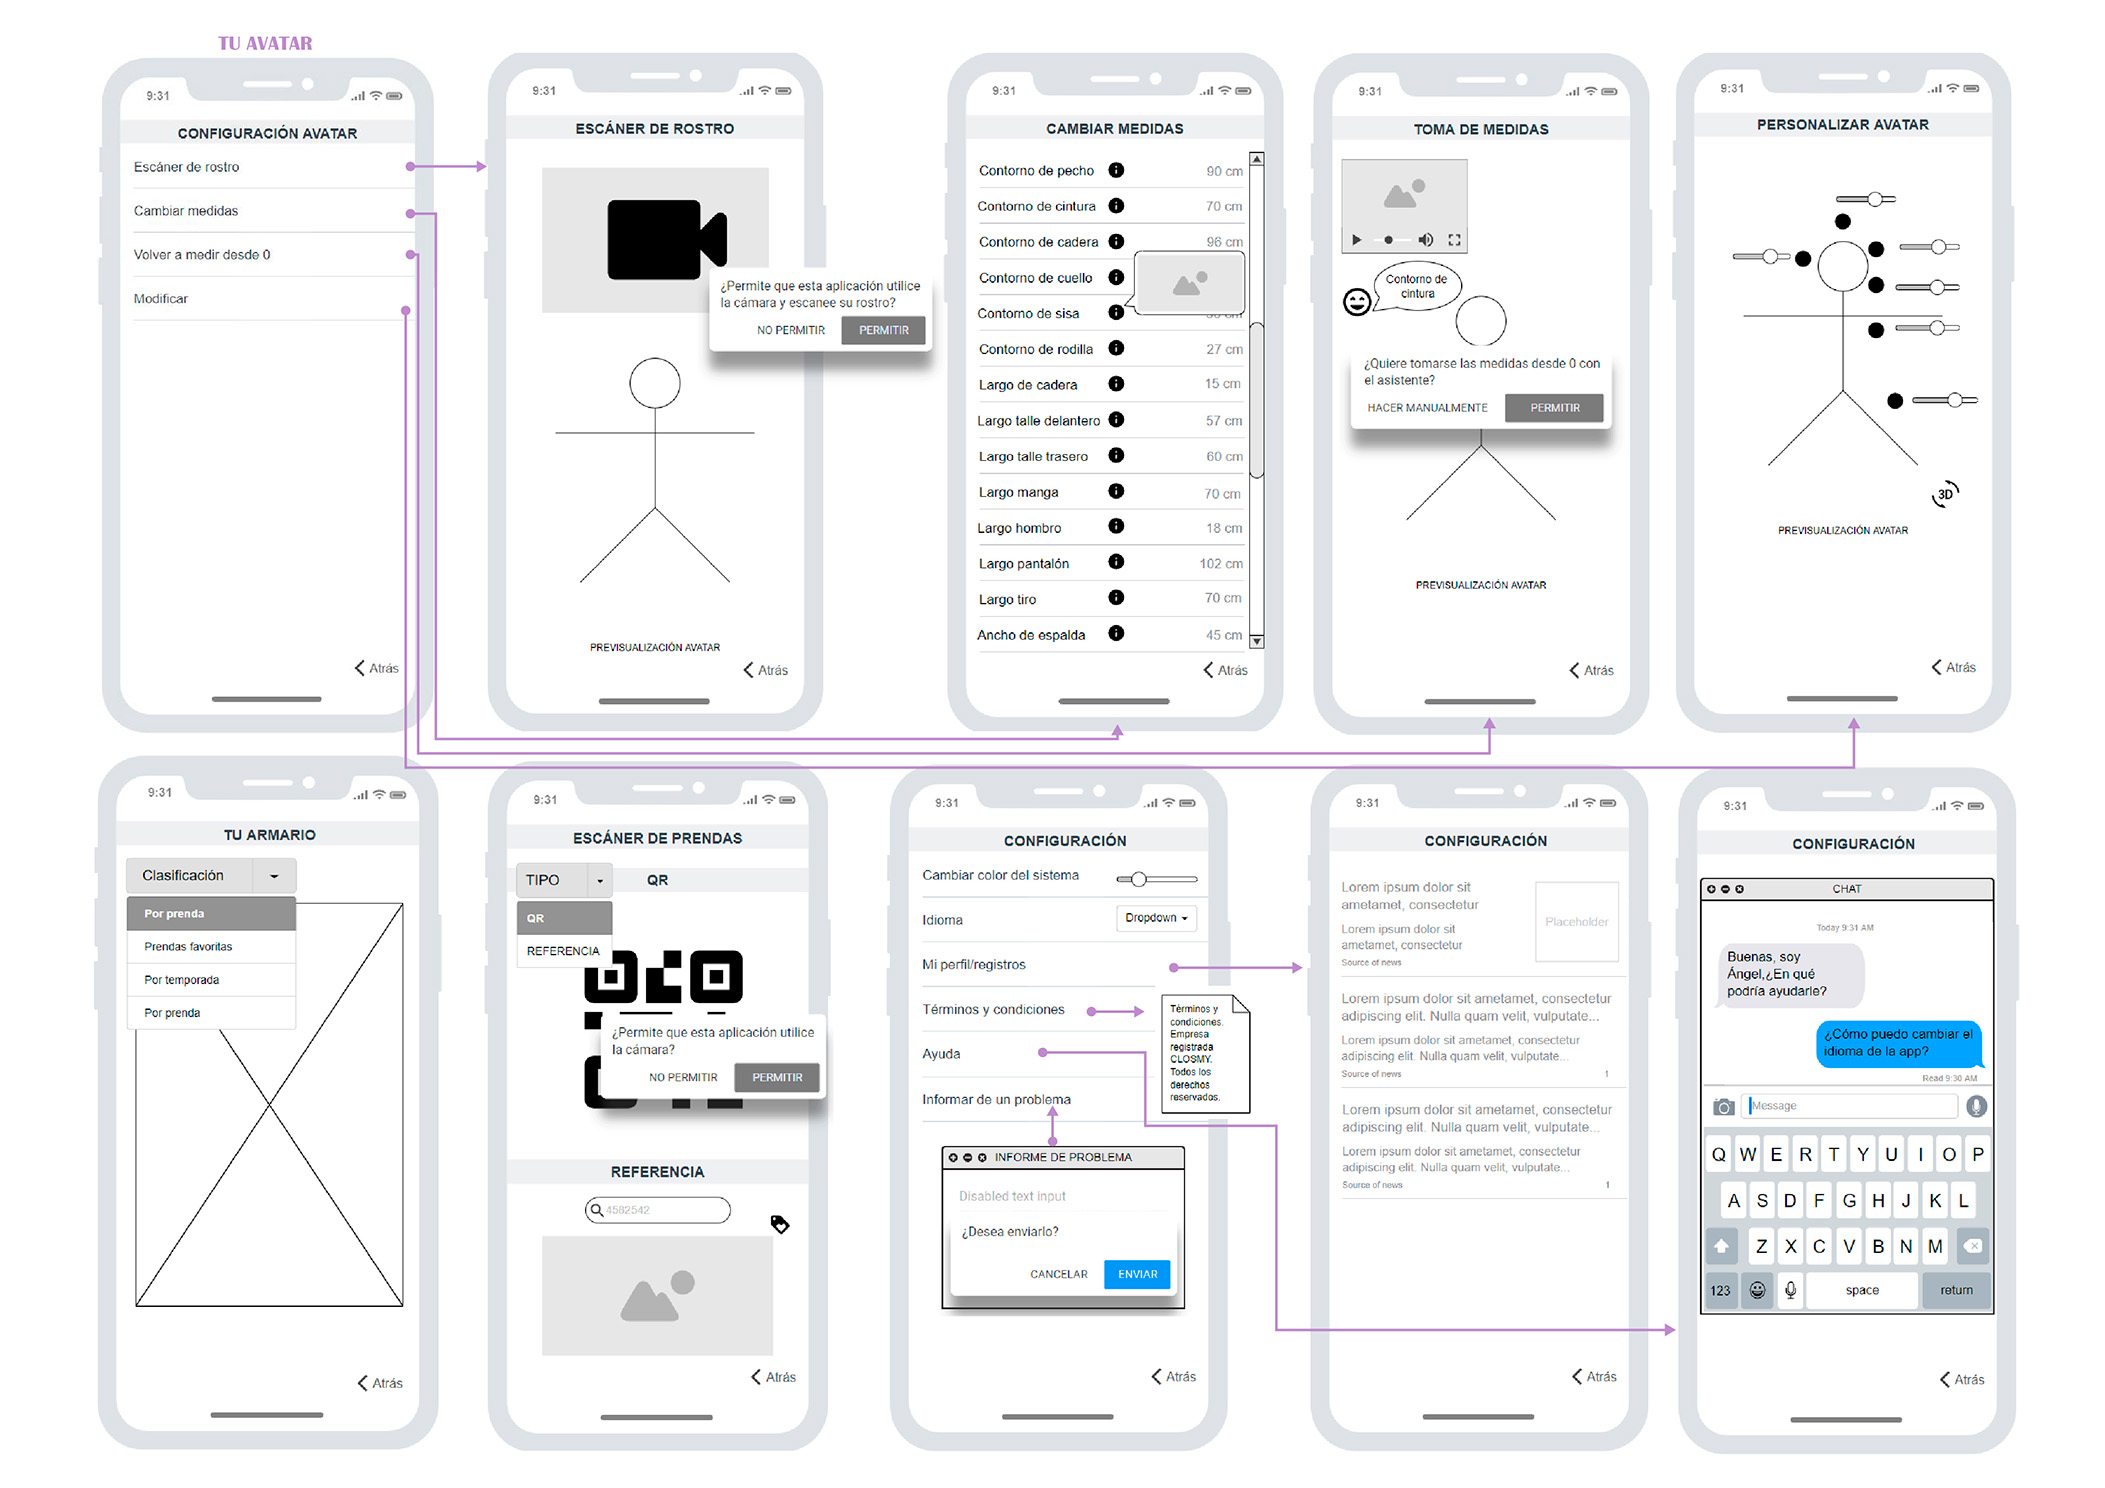 TU AVATAR
9:31
CONFIGURACIÓN AVATAR
Escáner de rostro
Cambiar medidas
Volver a medir desde 0
Modificar
Atrás
9:31
ESCÁNER DE ROSTRO
¿Permite que esta aplicación utilice
la cámara y escanee su rostro?
NO PERMITIR
PERMITIR
PREVISUALIZACIÓN AVATAR
Atrás
9:31
CAMBIAR MEDIDAS
Contorno de pecho 90 cm
Contorno de cintura 70 cm
Contorno de cadera 96 cm
Contorno de cuello
Contorno de sisa
Contorno de rodilla 27 cm
Largo de cadera 15 cm
Largo talle delantero 57 cm
Largo talle trasero 60 cm
Largo manga 70 cm
Largo hombro 18 cm
Largo pantalón 102 cm
Largo tiro 70 cm
Ancho de espalda 45 cm
Atrás
9:31
TOMA DE MEDIDAS
Contorno de
cintura
¿Quiere tomarse las medidas desde 0 con
el asistente?
HACER MANUALMENTE
PERMITIR
PREVISUALIZACIÓN AVATAR
Atrás
9:31
PERSONALIZAR AVATAR
3D
PREVISUALIZACIÓN AVATAR
Atrás
9:31
TU ARMARIO
Clasificación
Por prenda
Prendas favoritas
Por temporada
Por prenda
Atrás
9:31
ESCÁNER DE PRENDAS
TIPO
QR
QR
REFERENCIA
¿Permite que esta aplicación utilice
la cámara?
NO PERMITIR
PERMITIR
REFERENCIA
4582542
Atrás
9:31
CONFIGURACIÓN
Cambiar color del sistema
Idioma
Dropdown
Mi perfil/registros
Términos y condiciones
Términos y
condiciones.
Empresa
registrada
CLOSMY.
Todos los
derechos
reservados.
Ayuda
Informar de un problema
INFORME DE PROBLEMA
Disabled text input
¿Desea enviarlo?
CANCELAR
ENVIAR
Atrás
9:31
CONFIGURACIÓN
Lorem ipsum dolor sit
ametamet, consectetur
Lorem ipsum dolor sit
ametamet, consectetur
Source of news
Placeholder
Lorem ipsum dolor sit ametamet, consectetur
adipiscing elit. Nulla quam velit, vulputate...
Lorem ipsum dolor sit ametamet, consectetur
adipiscing elit. Nulla quam velit, vulputate...
Source of news 1
Lorem ipsum dolor sit ametamet, consectetur
adipiscing elit. Nulla quam velit, vulputate...
Lorem ipsum dolor sit ametamet, consectetur
adipiscing elit. Nulla quam velit, vulputate...
Source of news 1
Atrás
9:31
CONFIGURACIÓN
CHAT
Today 9:31 AM
Buenas, soy
Ángel,¿En qué
podría ayudarle?
¿Cómo puedo cambiar el
idioma de la app?
Read 9:30 AM
Message
Q W E R T Y U I O P
A S D F G H J K L
Z X C V B N M
123 space return
Atrás